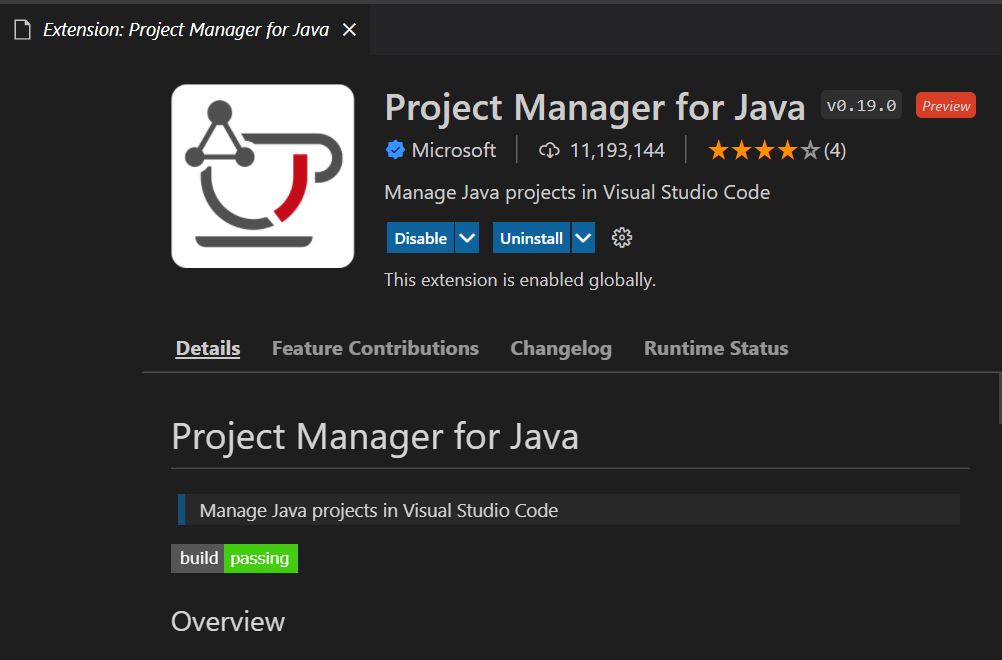 Extension: Project Manager for Java
Project Manager for Java v0.19.0 Preview
Microsoft 11,193,144 (4)
Manage Java projects in Visual Studio Code
Disable Uninstall
This extension is enabled globally.
Details Feature Contributions Changelog Runtime Status
Project Manager for Java
Manage Java projects in Visual Studio Code
build passing
Overview